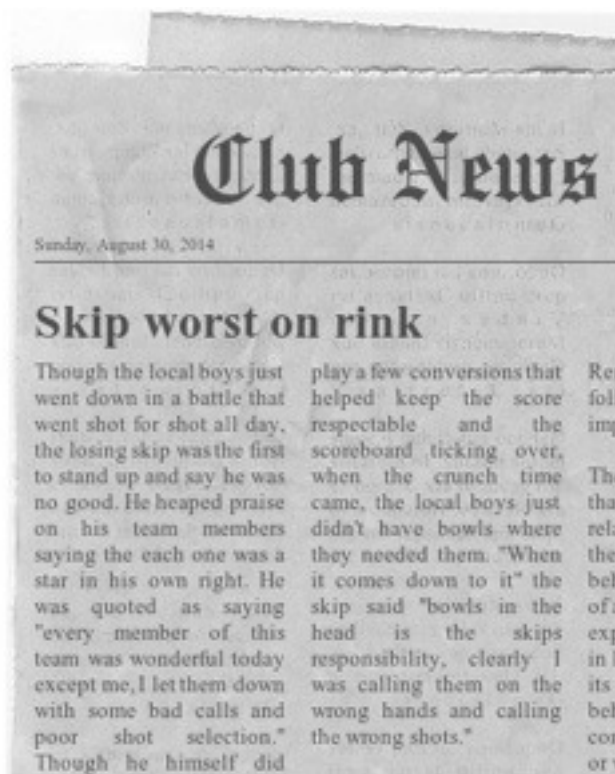 Club News
Sunday, August 30, 2014
Skip worst on rink
Though the local boys just
went down in a battle that
went shot for shot all day,
the losing skip was the first
to stand up and say he was
no good. He heaped praise
on his team members
saying the each one was a
star in his own right. He
was quoted as saying
"every member of this
team was wonderful today
except me, I let them down
with some bad calls and
poor shot selection."
Though he himself did
play a few conversions that
helped keep the score
respectable and the
scoreboard ticking over,
when the crunch time
came, the local boys just
didn't have bowls where
they needed them. "When
it comes down to it" the
skip said "bowls in the
head is the skips
responsibility, clearly I
was calling them on the
wrong hands and calling
the wrong shots."